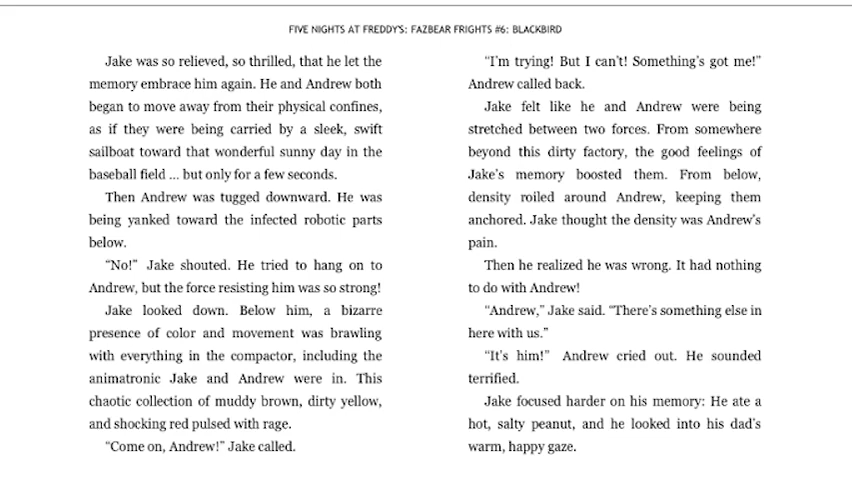 FIVE NIGHTS AT FREDDY'S: FAZBEAR FRIGHTS #6: BLACKBIRD
Jake was so relieved, so thrilled, that he let the
memory embrace him again. He and Andrew both
began to move away from their physical confines,
as if they were being carried by a sleek, swift
sailboat toward that wonderful sunny day in the
baseball field ... but only for a few seconds.
Then Andrew was tugged downward. He was
being yanked toward the infected robotic parts
below.
“No!” Jake shouted. He tried to hang on to
Andrew, but the force resisting him was so strong!
Jake looked down. Below him, a bizarre
presence of color and movement was brawling
with everything in the compactor, including the
animatronic Jake and Andrew were in. This
chaotic collection of muddy brown, dirty yellow,
and shocking red pulsed with rage.
“Come on, Andrew!” Jake called.
“I’m trying! But I can’t! Something’s got me!”
Andrew called back.
Jake felt like he and Andrew were being
stretched between two forces. From somewhere
beyond this dirty factory, the good feelings of
Jake’s memory boosted them. From below,
density roiled around Andrew, keeping them
anchored. Jake thought the density was Andrew’s
pain.
Then he realized he was wrong. It had nothing
to do with Andrew!
“Andrew,” Jake said. “There’s something else in
here with us.”
“It’s him!” Andrew cried out. He sounded
terrified.
Jake focused harder on his memory: He ate a
hot, salty peanut, and he looked into his dad’s
warm, happy gaze.